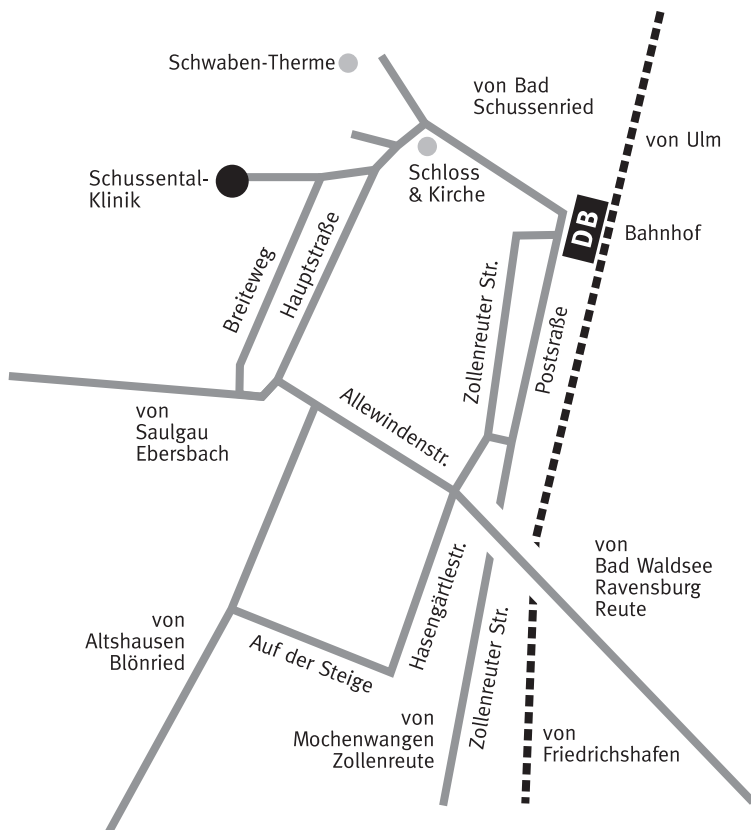 Schwaben-Therme
von Bad
Schussenried
von Ulm
Schussental-
Klinik
Schloss
& Kirche
DB
Bahnhof
Breiteweg
Hauptstraße
Zollenreuter Str.
Postsraße
Allewindenstr.
von
Saulgau
Ebersbach
von
Bad Waldsee
Ravensburg
Reute
Hasengärtlestr.
von
Altshausen
Blönried
Auf der Steige
Zollenreuter Str.
von
Mochenwangen
Zollenreute
von
Friedrichshafen